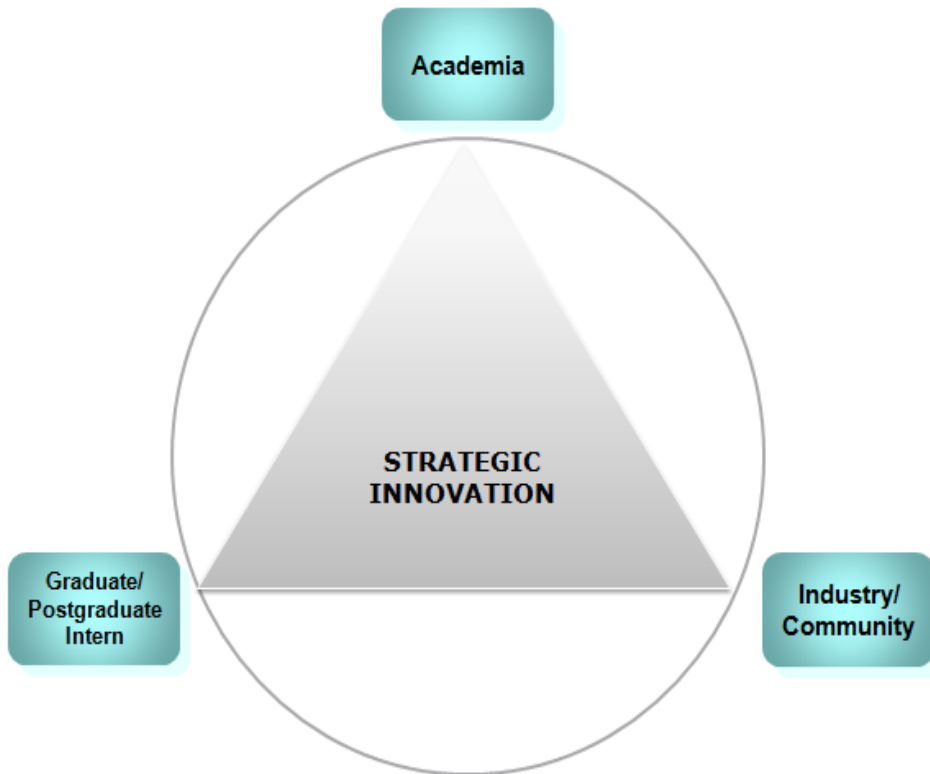 Academia
STRATEGIC
INNOVATION
Graduate/
Postgraduate
Intern
Industry/
Community